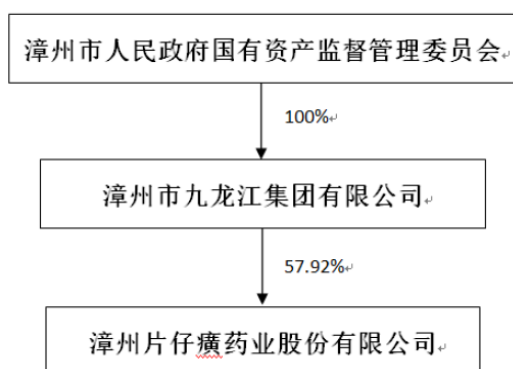 漳州市人民政府国有资产监督管理委员会
100%
漳州市九龙江集团有限公司
57.92%
漳州片仔癀药业股份有限公司